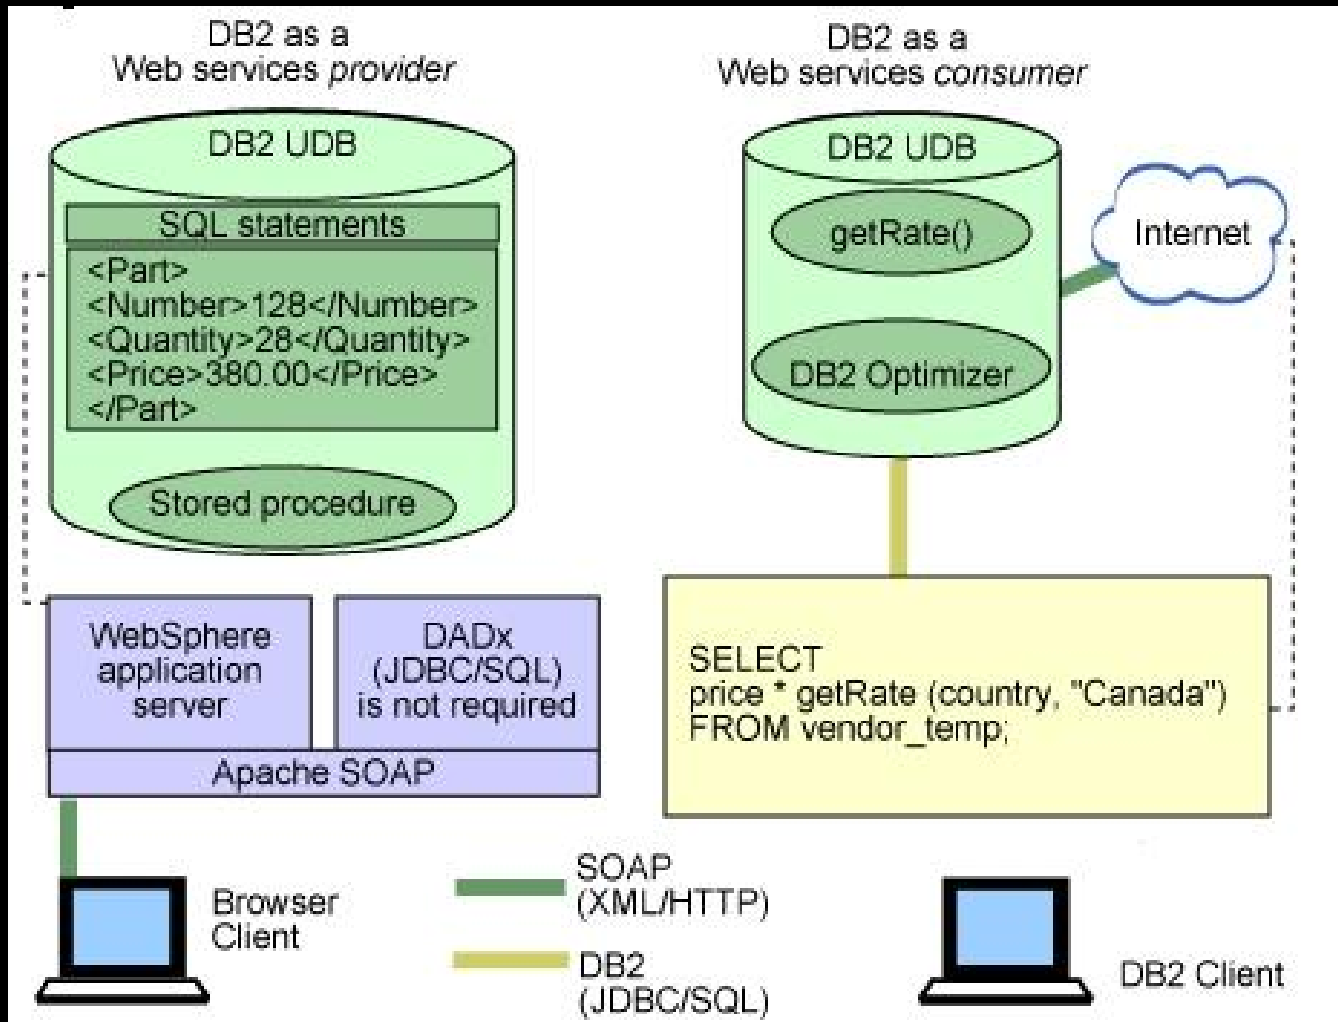 DB2 as a
Web services provider
DB2 UDB
SQL statements
<Part>
<Number>128</Number>
<Quantity>28</Quantity>
<Price>380.00</Price>
</Part>
Stored procedure
WebSphere
application
server
DADx
(JDBC/SQL)
is not required
Apache SOAP
Browser
Client
SOAP
(XML/HTTP)
DB2
(JDBC/SQL)
DB2 as a
Web services consumer
DB2 UDB
getRate()
DB2 Optimizer
Internet
SELECT
price * getRate (country, "Canada")
FROM vendor_temp;
DB2 Client